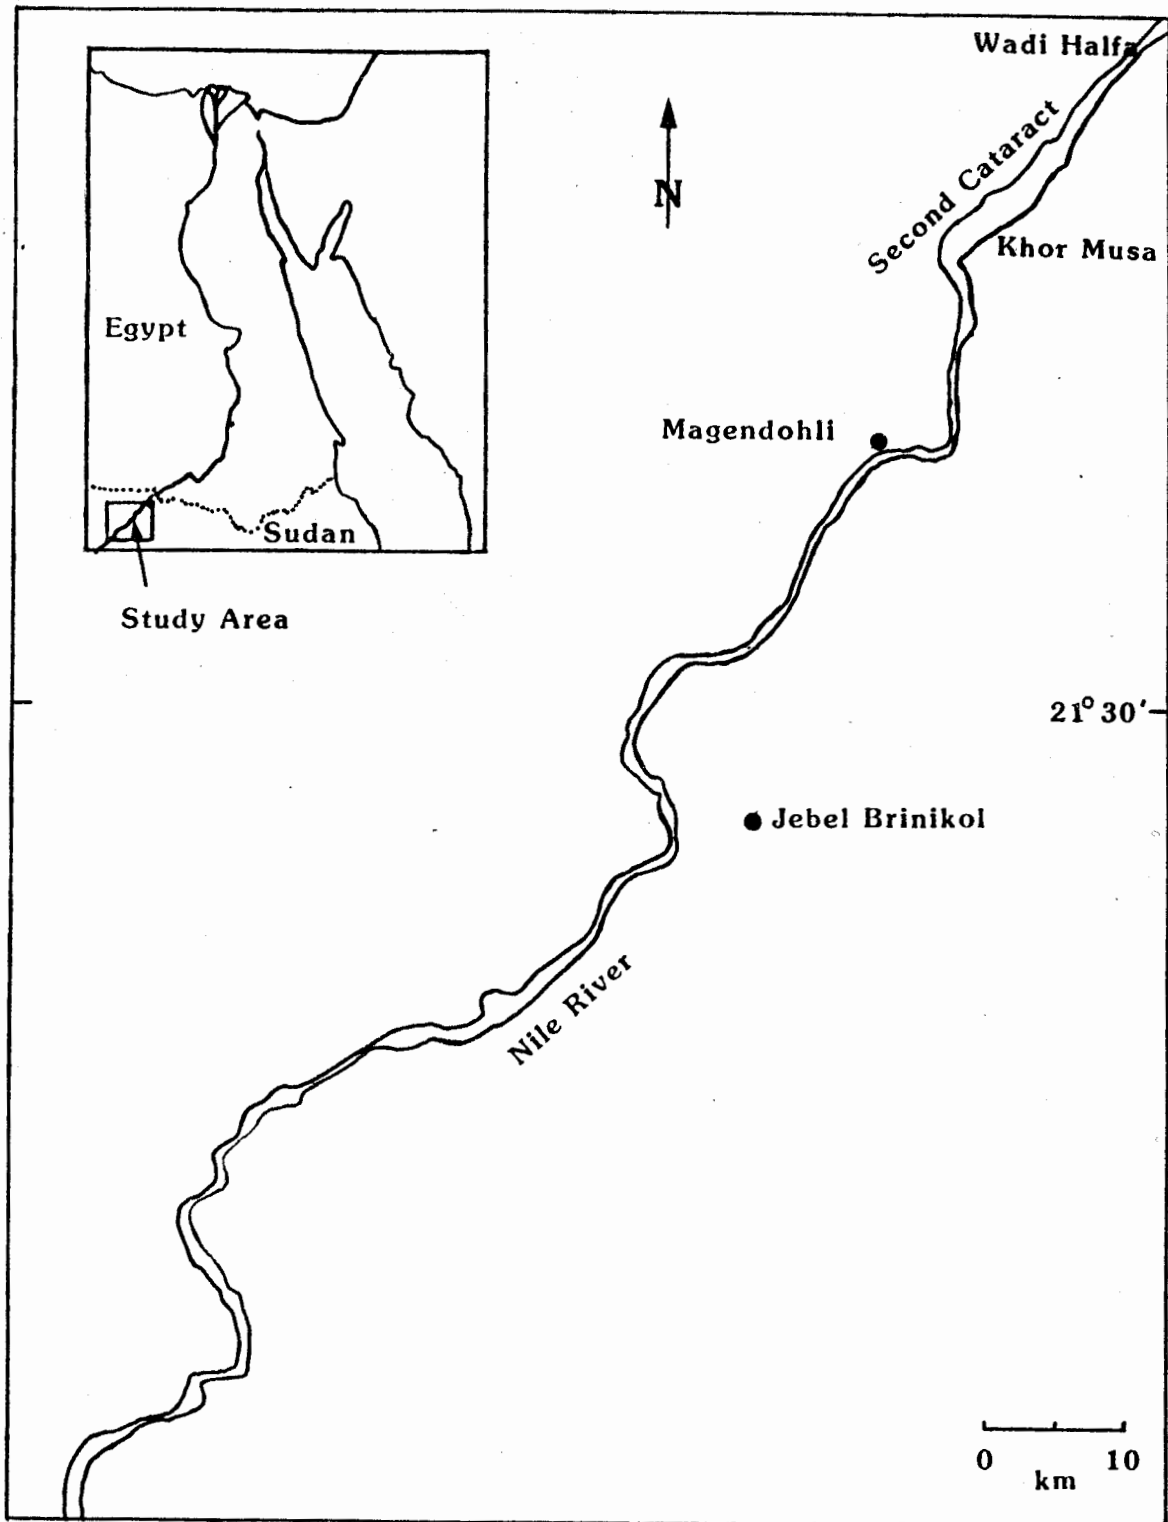 Wadi Halfa
Second Cataract
N
Khor Musa
Egypt
Magendohli
Sudan
Study Area
21°30'
Jebel Brinikol
Nile River
0 10
km